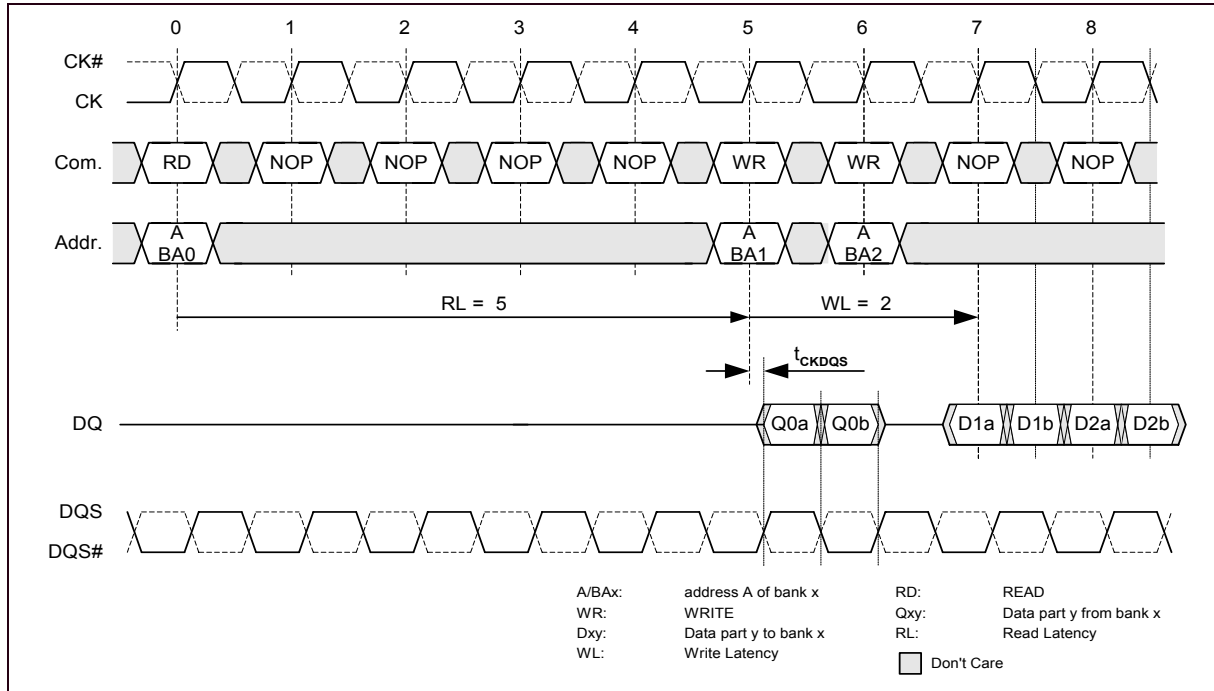 0 1 2 3 4 5 6 7 8
CK#
CK
Com. RD NOP NOP NOP NOP WR WR NOP NOP
Addr. A BA0 A BA1 A BA2
RL = 5 WL = 2
tCKDQS
DQ Q0a Q0b D1a D1b D2a D2b
DQS
DQS#
A/BAx: address A of bank x RD: READ
WR: WRITE Qxy: Data part y from bank x
Dxy: Data part y to bank x RL: Read Latency
WL: Write Latency
Don't Care